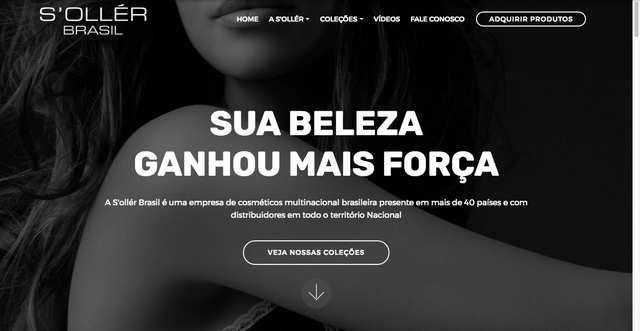 S'OLLÉR
BRASIL
HOME A S'OLLÉR COLEÇÕES VÍDEOS FALE CONOSCO ADQUIRIR PRODUTOS
SUA BELEZA
GANHOU MAIS FORÇA
A S'ollér Brasil é uma empresa de cosméticos multinacional brasileira presente em mais de 40 países e com
distribuidores em todo o território Nacional
VEJA NOSSAS COLEÇÕES